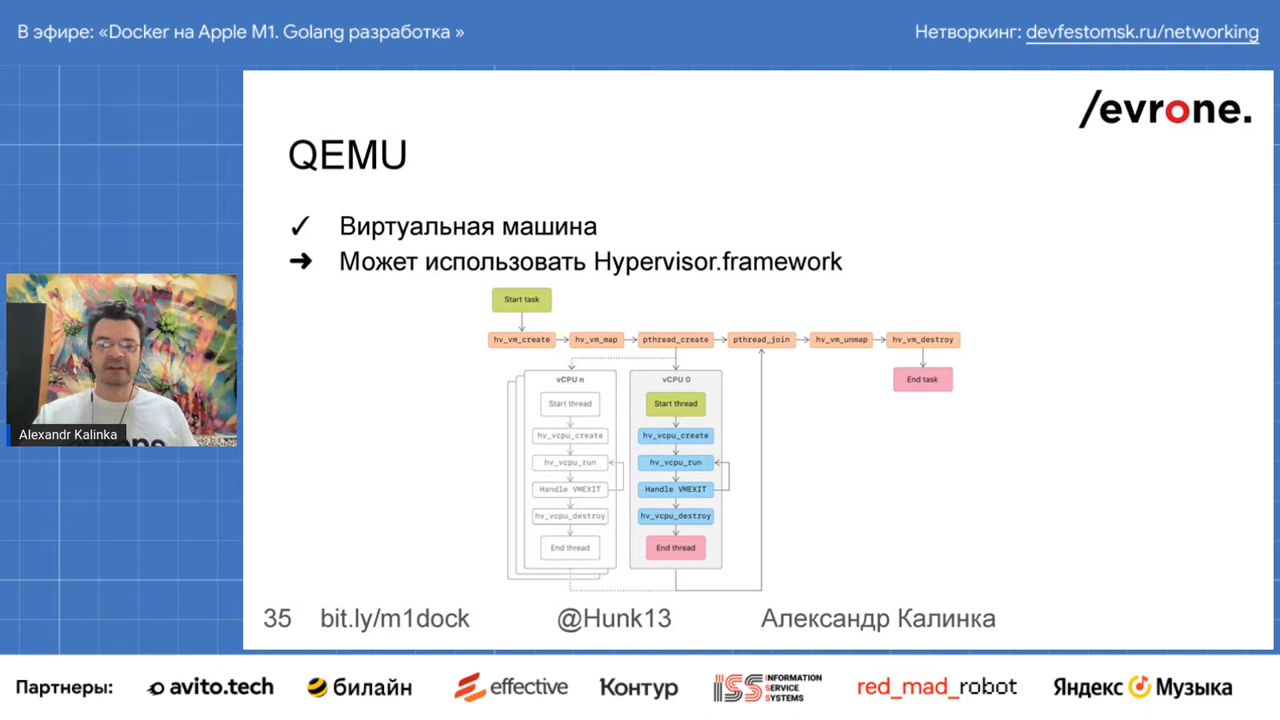 В эфире: «Docker на Apple M1. Golang разработка »
Нетворкинг: devfestomsk.ru/networking
/evrone.
QEMU
✓ Виртуальная машина
➜ Может использовать Hypervisor.framework
Start task
hv_vm_create
hv_vm_map
pthread_create
pthread_join
hv_vm_unmap
hv_vm_destroy
End task
vCPU n
Start thread
hv_vcpu_create
hv_vcpu_run
Handle VMEXIT
hv_vcpu_destroy
End thread
vCPU 0
Start thread
hv_vcpu_create
hv_vcpu_run
Handle VMEXIT
hv_vcpu_destroy
End thread
Alexandr Kalinka
35 bit.ly/m1dock @Hunk13 Александр Калинка
Партнеры:
avito.tech
билайн
effective
Контур
ISS INFORMATION
SERVICE
SYSTEMS
red_mad_robot
Яндекс Музыка